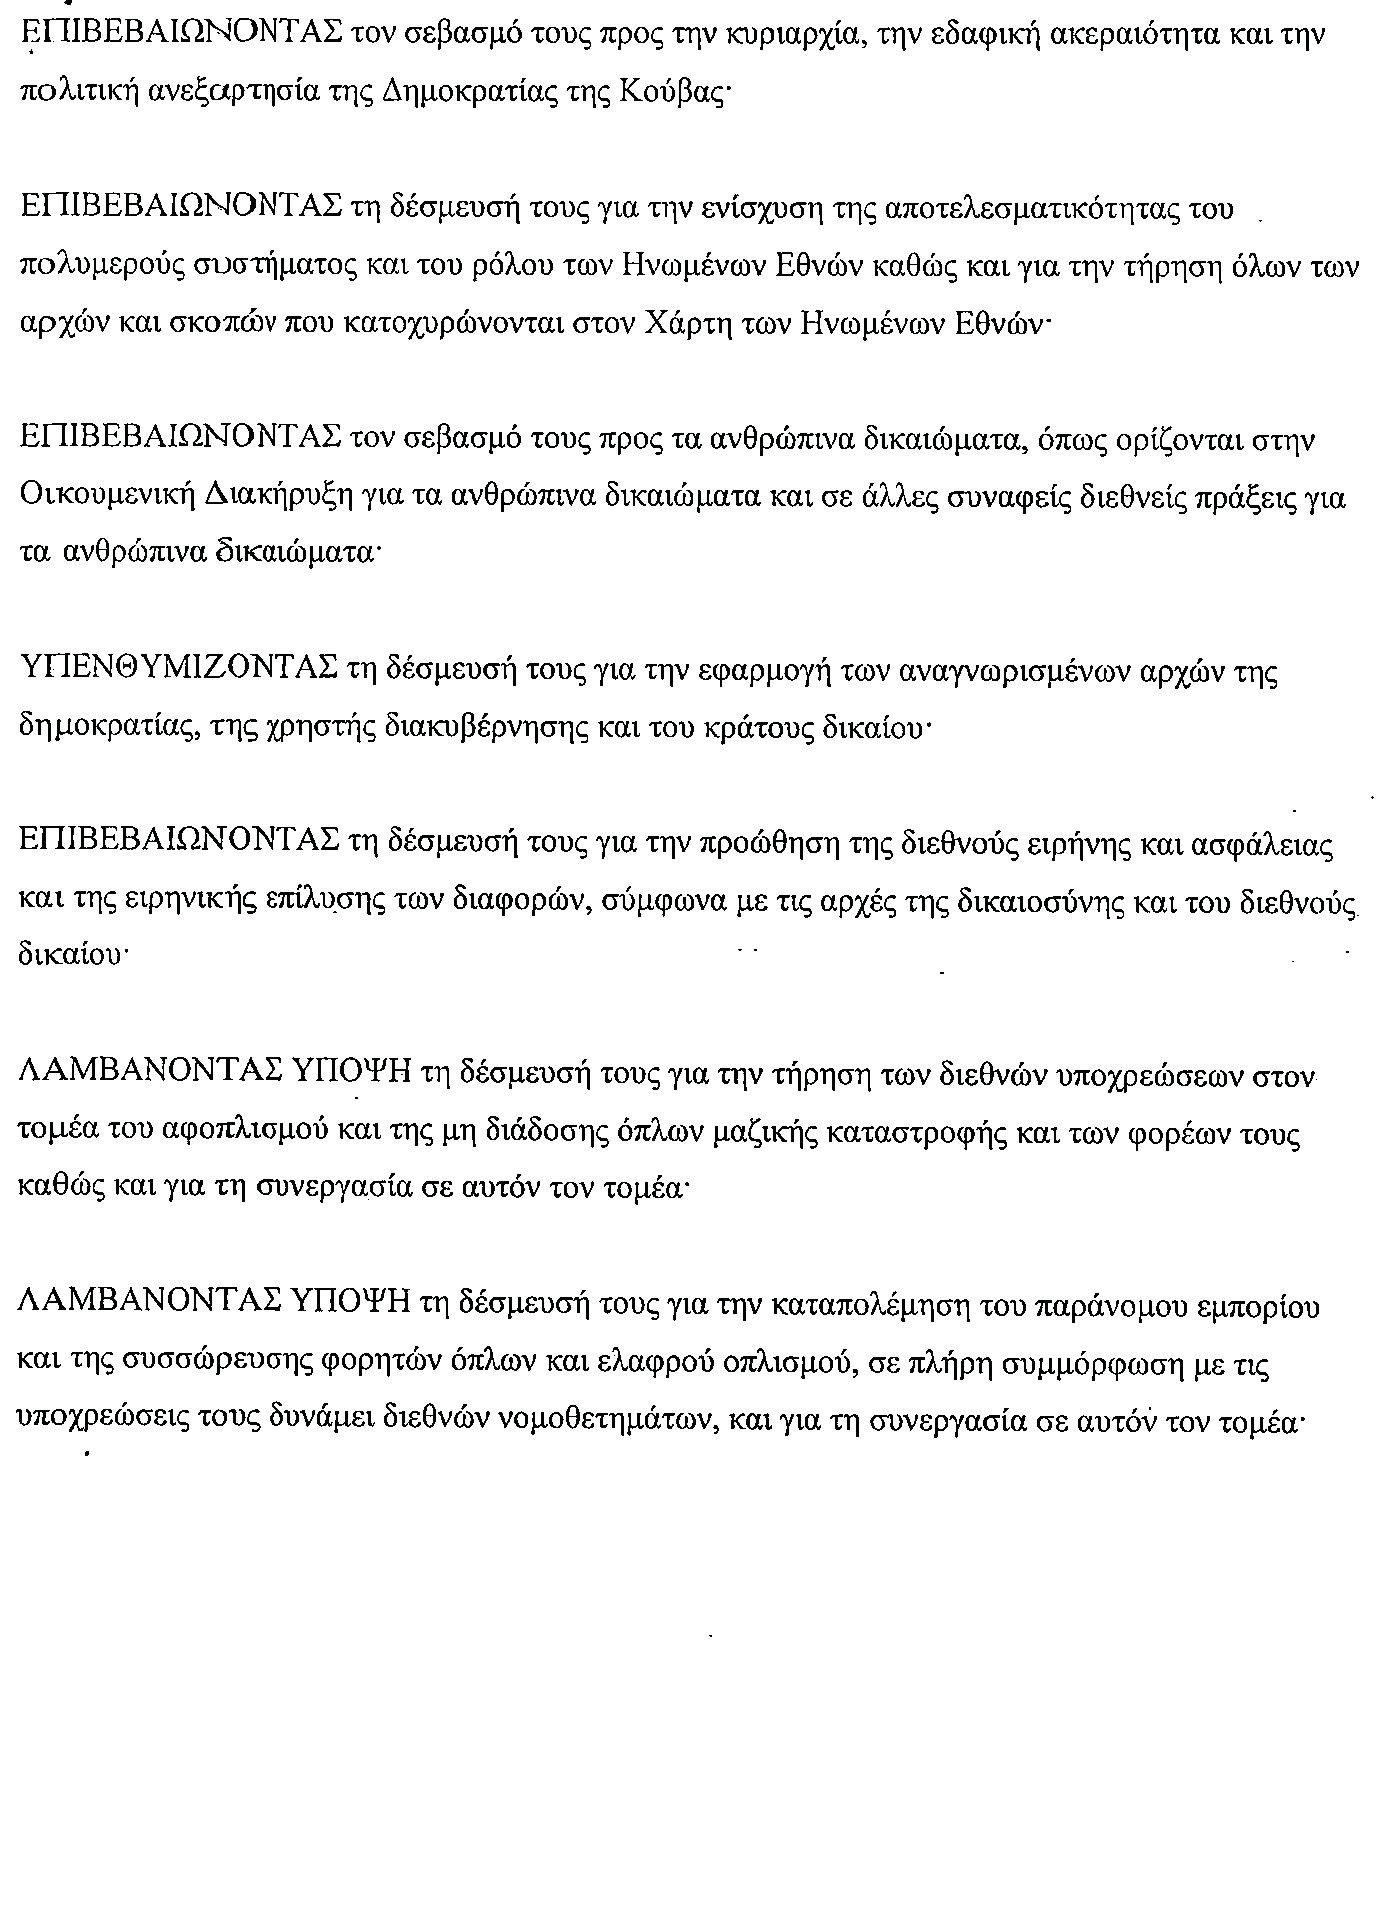 ΕΠΙΒΕΒΑΙΩΝΟΝΤΑΣ τον σεβασμό τους προς την κυριαρχία, την εδαφική ακεραιότητα και την
πολιτική ανεξαρτησία της Δημοκρατίας της Κούβας·
ΕΠΙΒΕΒΑΙΩΝΟΝΤΑΣ τη δέσμευσή τους για την ενίσχυση της αποτελεσματικότητας του
πολυμερούς συστήματος και του ρόλου των Ηνωμένων Εθνών καθώς και για την τήρηση όλων των
αρχών και σκοπών που κατοχυρώνονται στον Χάρτη των Ηνωμένων Εθνών·
ΕΠΙΒΕΒΑΙΩΝΟΝΤΑΣ τον σεβασμό τους προς τα ανθρώπινα δικαιώματα, όπως ορίζονται στην
Οικουμενική Διακήρυξη για τα ανθρώπινα δικαιώματα και σε άλλες συναφείς διεθνείς πράξεις για
τα ανθρώπινα δικαιώματα·
ΥΠΕΝΘΥΜΙΖΟΝΤΑΣ τη δέσμευσή τους για την εφαρμογή των αναγνωρισμένων αρχών της
δημοκρατίας, της χρηστής διακυβέρνησης και του κράτους δικαίου·
ΕΠΙΒΕΒΑΙΩΝΟΝΤΑΣ τη δέσμευσή τους για την προώθηση της διεθνούς ειρήνης και ασφάλειας
και της ειρηνικής επίλυσης των διαφορών, σύμφωνα με τις αρχές της δικαιοσύνης και του διεθνούς
δικαίου·
ΛΑΜΒΑΝΟΝΤΑΣ ΥΠΟΨΗ τη δέσμευσή τους για την τήρηση των διεθνών υποχρεώσεων στον
τομέα του αφοπλισμού και της μη διάδοσης όπλων μαζικής καταστροφής και των φορέων τους
καθώς και για τη συνεργασία σε αυτόν τον τομέα·
ΛΑΜΒΑΝΟΝΤΑΣ ΥΠΟΨΗ τη δέσμευσή τους για την καταπολέμηση του παράνομου εμπορίου
και της συσσώρευσης φορητών όπλων και ελαφρού οπλισμού, σε πλήρη συμμόρφωση με τις
υποχρεώσεις τους δυνάμει διεθνών νομοθετημάτων, και για τη συνεργασία σε αυτόν τον τομέα·